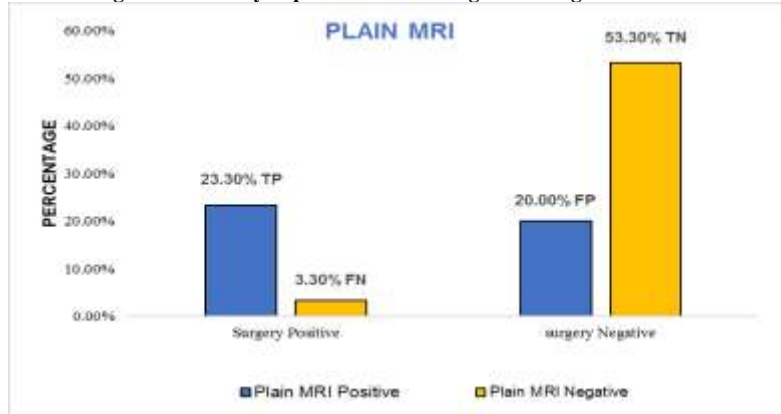 PLAIN MRI
60.00%
50.00%
40.00%
30.00%
20.00%
10.00%
0.00%
PERCENTAGE
23.30% TP
3.30% FN
20.00% FP
53.30% TN
Surgery Positive
surgery Negative
Plain MRI Positive
Plain MRI Negative